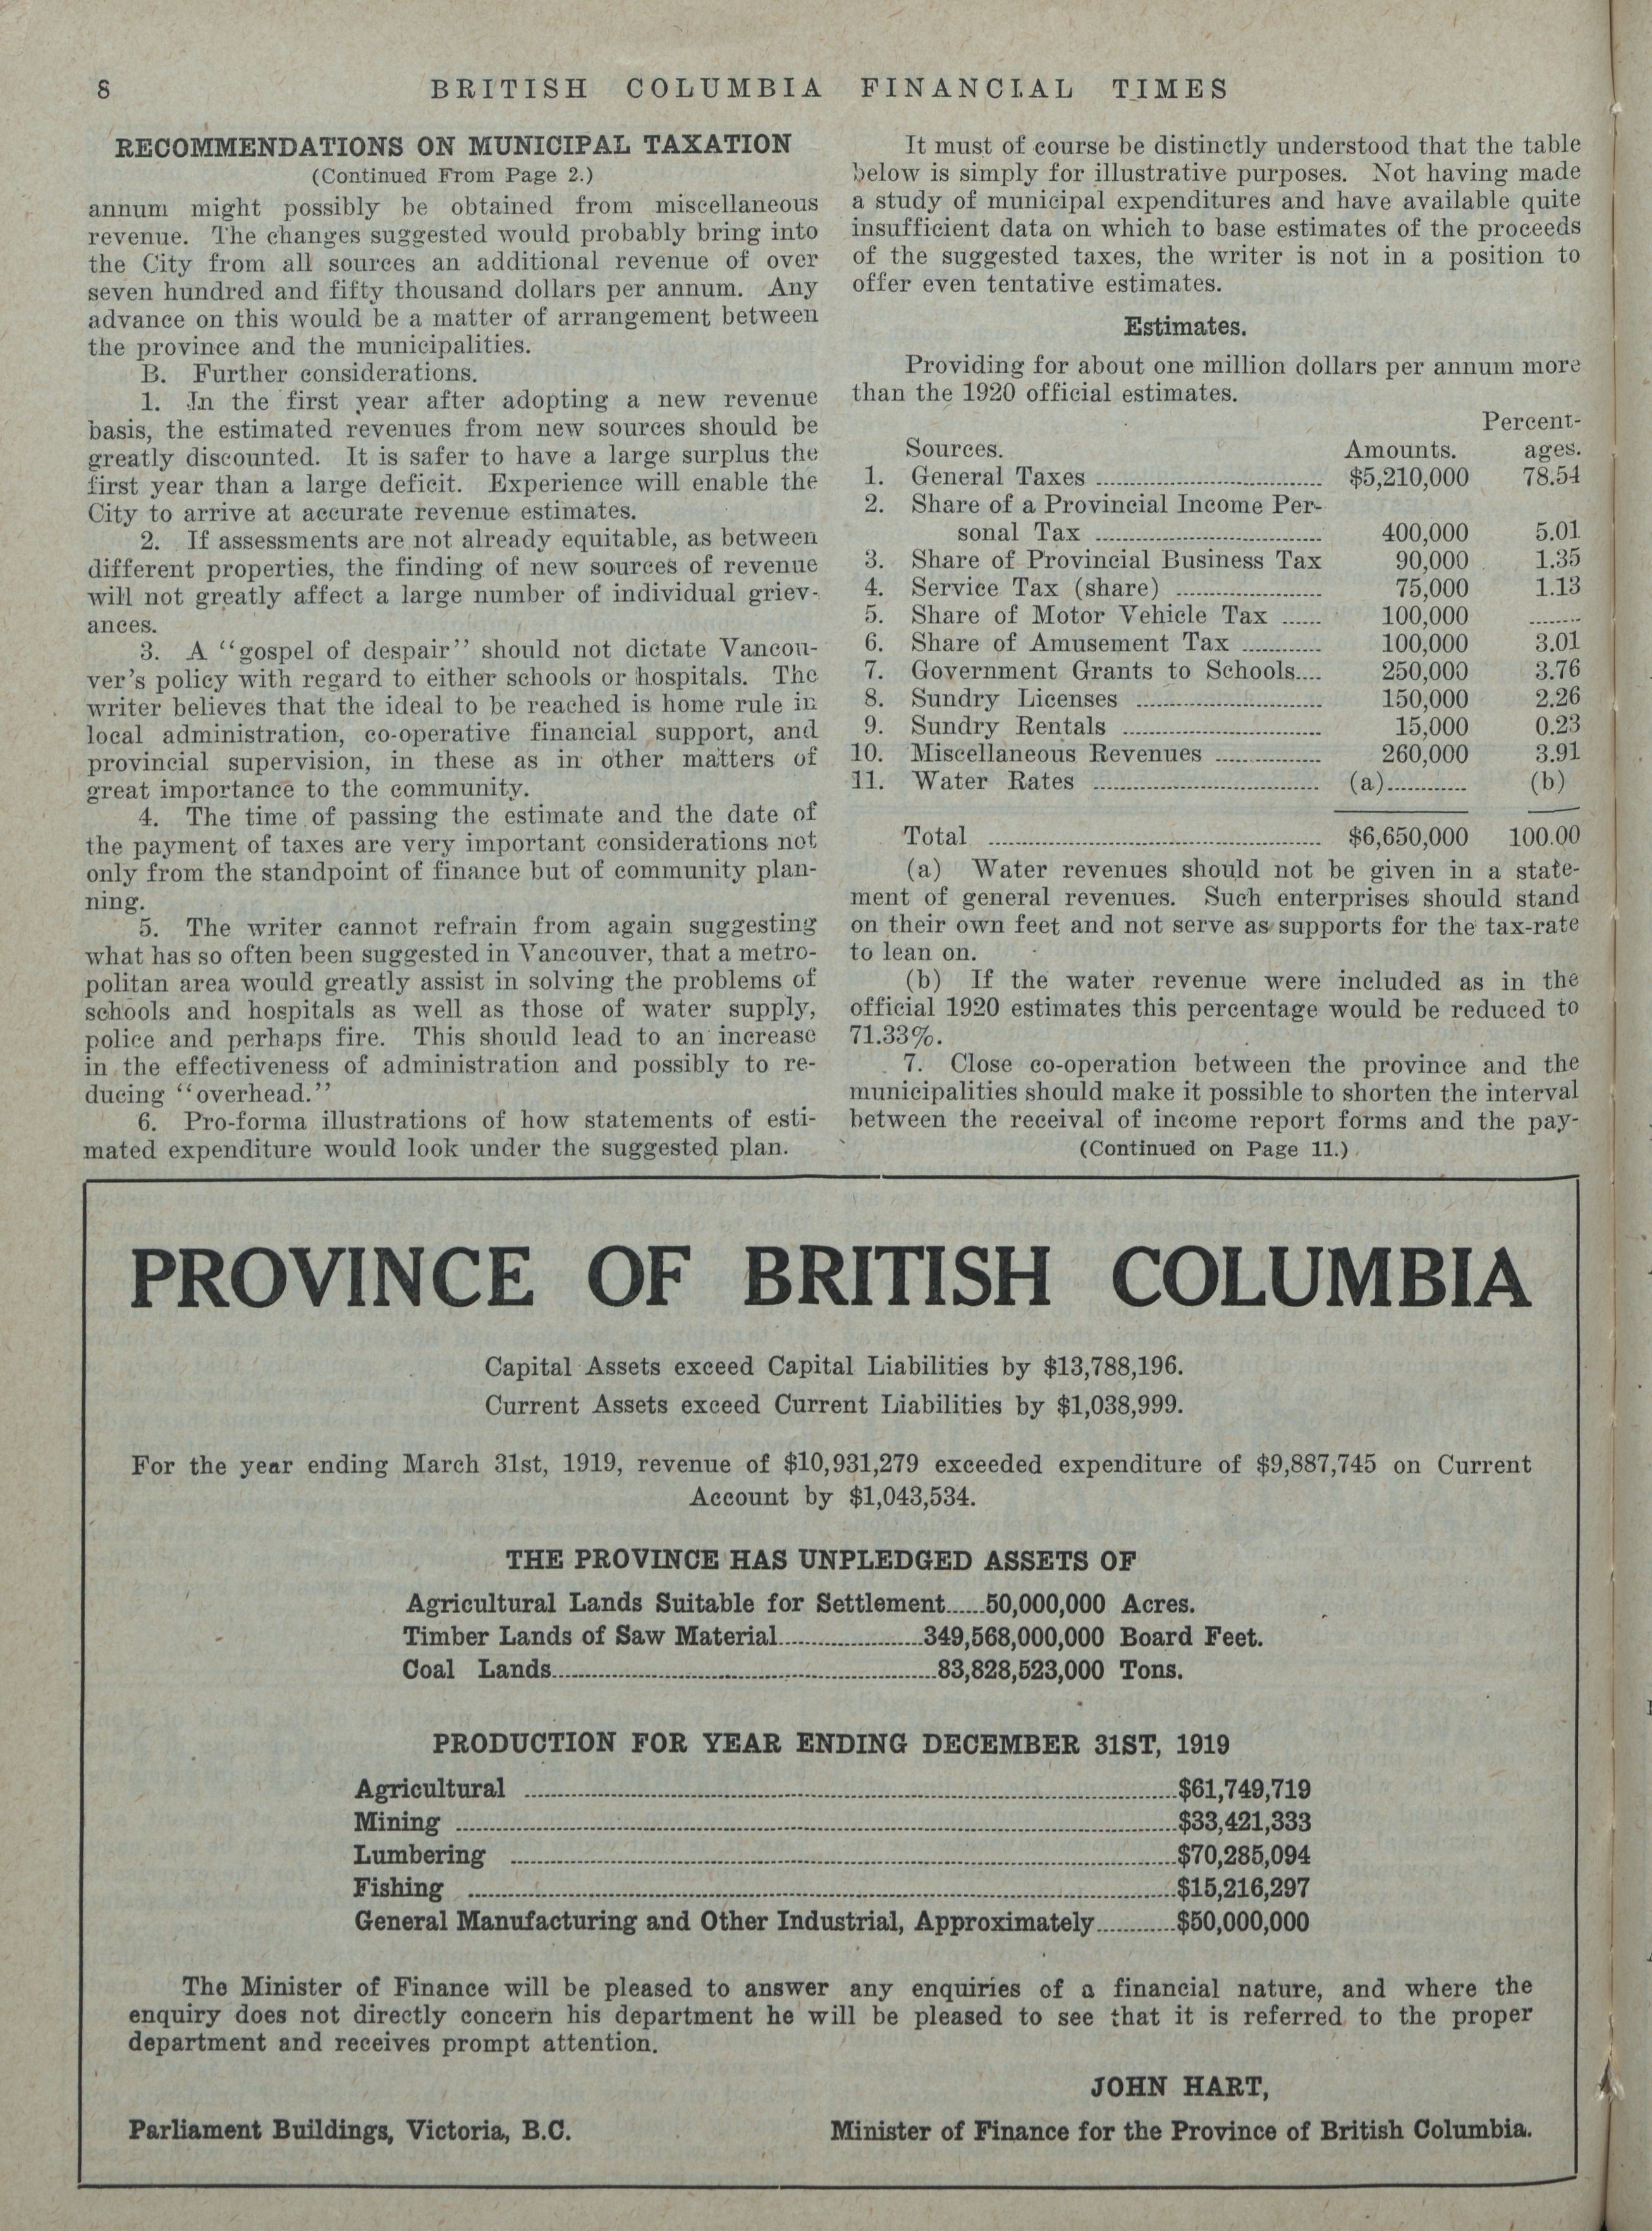 8
BRITISH COLUMBIA FINANCIAL TIMES
RECOMMENDATIONS ON MUNICIPAL TAXATION
(Continued From Page 2.)
annum might possibly be obtained from miscellaneous
revenue. The changes suggested would probably bring into
the City from all sources an additional revenue of over
seven hundred and fifty thousand dollars per annum. Any
advance on this would be a matter of arrangement between
the province and the municipalities.
B. Further considerations.
1. In the first year after adopting a new revenue
basis, the estimated revenues from new sources should be
greatly discounted. It is safer to have a large surplus the
first year than a large deficit. Experience will enable the
City to arrive at accurate revenue estimates.
2. If assessments are not already equitable, as between
different properties, the finding of new sources of revenue
will not greatly affect a large number of individual griev-
ances.
3. A "gospel of despair" should not dictate Vancou-
ver's policy with regard to either schools or hospitals. The
writer believes that the ideal to be reached is home rule in
local administration, co-operative financial support, and
provincial supervision, in these as in other matters of
great importance to the community.
4. The time of passing the estimate and the date of
the payment of taxes are very important considerations not
only from the standpoint of finance but of community plan-
ning.
5. The writer cannot refrain from again suggesting
what has so often been suggested in Vancouver, that a metro-
politan area would greatly assist in solving the problems of
schools and hospitals as well as those of water supply,
police and perhaps fire. This should lead to an increase
in the effectiveness of administration and possibly to re-
ducing "overhead."
6. Pro-forma illustrations of how statements of esti-
mated expenditure would look under the suggested plan.
It must of course be distinctly understood that the table
below is simply for illustrative purposes. Not having made
a study of municipal expenditures and have available quite
insufficient data on which to base estimates of the proceeds
of the suggested taxes, the writer is not in a position to
offer even tentative estimates.
Estimates.
Providing for about one million dollars per annum more
than the 1920 official estimates.
Percent-
Sources. Amounts. ages.
1. General Taxes $5,210,000 78.54
2. Share of a Provincial Income Per-
sonal Tax 400,000 5.01
3. Share of Provincial Business Tax 90,000 1.35
4. Service Tax (share) 75,000 1.13
5. Share of Motor Vehicle Tax 100,000 ........
6. Share of Amusement Tax 100,000 3.01
7. Government Grants to Schools.... 250,000 3.76
8. Sundry Licenses 150,000 2.26
9. Sundry Rentals 15,000 0.23
10. Miscellaneous Revenues 260,000 3.91
11. Water Rates (a)............ (b)
Total $6,650,000 100.00
(a) Water revenues should not be given in a state-
ment of general revenues. Such enterprises should stand
on their own feet and not serve as supports for the tax-rate
to lean on.
(b) If the water revenue were included as in the
official 1920 estimates this percentage would be reduced to
71.33%.
7. Close co-operation between the province and the
municipalities should make it possible to shorten the interval
between the receival of income report forms and the pay-
(Continued on Page 11.)
PROVINCE OF BRITISH COLUMBIA
Capital Assets exceed Capital Liabilities by $13,788,196.
Current Assets exceed Current Liabilities by $1,038,999.
For the year ending March 31st, 1919, revenue of $10,931,279 exceeded expenditure of $9,887,745 on Current
Account by $1,043,534.
THE PROVINCE HAS UNPLEDGED ASSETS OF
Agricultural Lands Suitable for Settlement......50,000,000 Acres.
Timber Lands of Saw Material......................349,568,000,000 Board Feet.
Coal Lands..........................................................83,828,523,000 Tons.
PRODUCTION FOR YEAR ENDING DECEMBER 31ST, 1919
Agricultural $61,749,719
Mining $33,421,333
Lumbering $70,285,094
Fishing $15,216,297
General Manufacturing and Other Industrial, Approximately............$50,000,000
The Minister of Finance will be pleased to answer any enquiries of a financial nature, and where the
enquiry does not directly concern his department he will be pleased to see that it is referred to the proper
department and receives prompt attention.
JOHN HART,
Parliament Buildings, Victoria, B.C.
Minister of Finance for the Province of British Columbia.